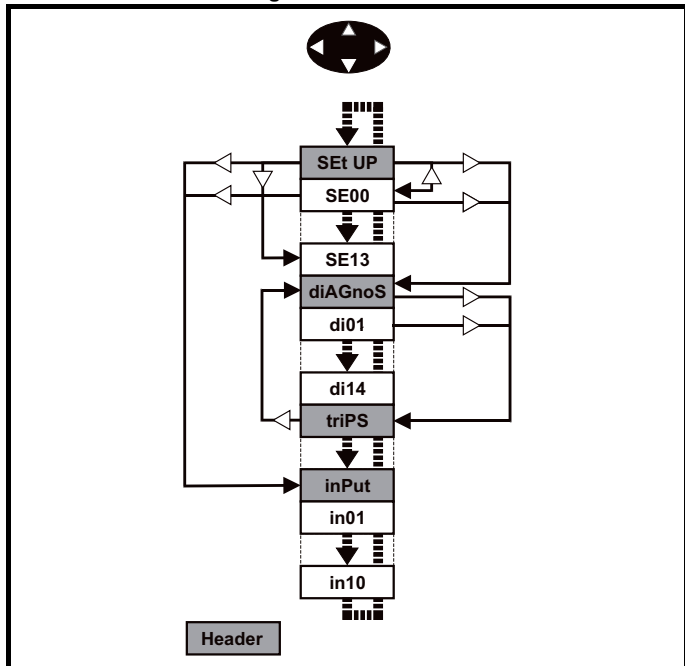 SEt UP
SE00
SE13
diAGnoS
di01
di14
triPS
inPut
in01
in10
Header